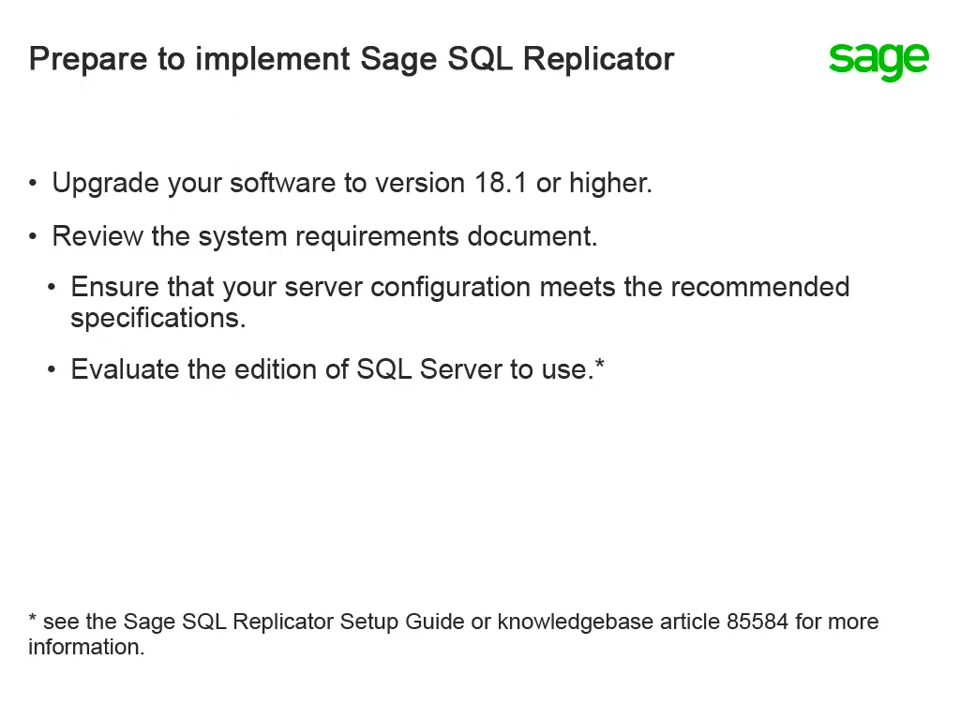 Prepare to implement Sage SQL Replicator
sage
• Upgrade your software to version 18.1 or higher.
• Review the system requirements document.
• Ensure that your server configuration meets the recommended
specifications.
• Evaluate the edition of SQL Server to use.*
* see the Sage SQL Replicator Setup Guide or knowledgebase article 85584 for more
information.